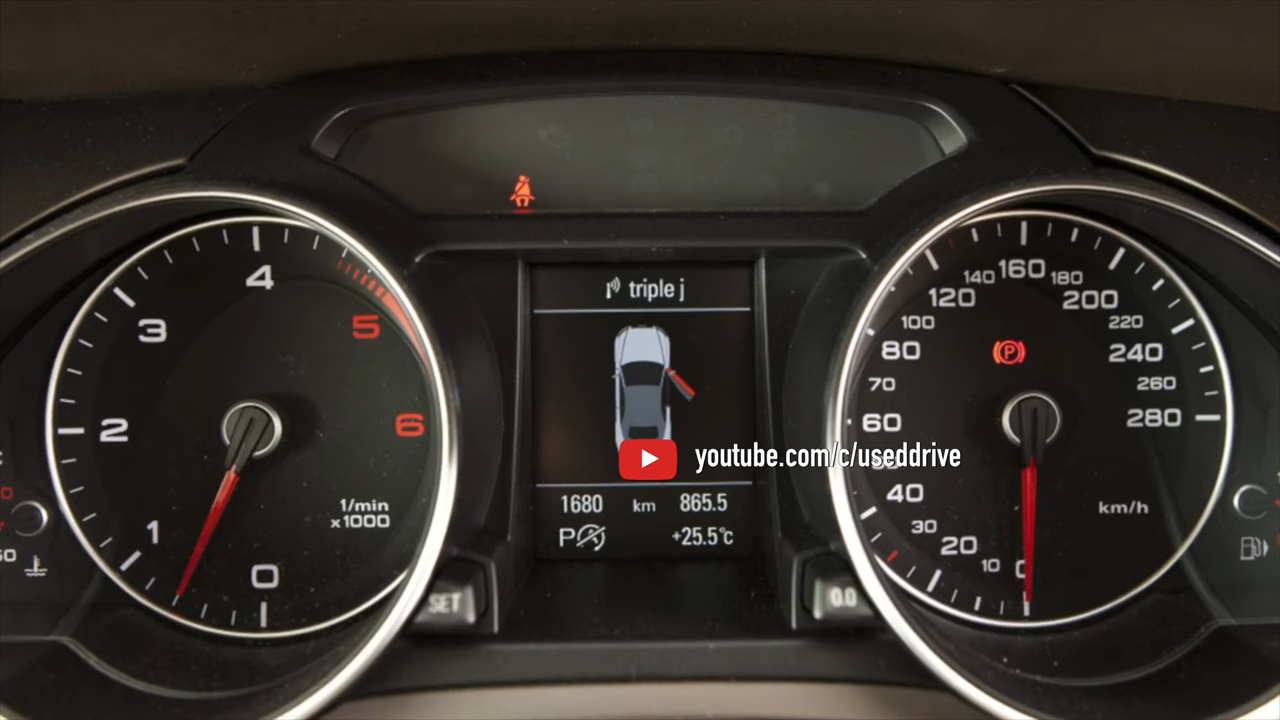 triple j
youtube.com/c/useddrive
1680 km 865.5
P
+25.5°c
0
1
2
3
4
5
6
1/min
x1000
SET
0
10
20
30
40
60
70
80
100
120
140
160
180
200
220
240
260
280
P
km/h
0.0